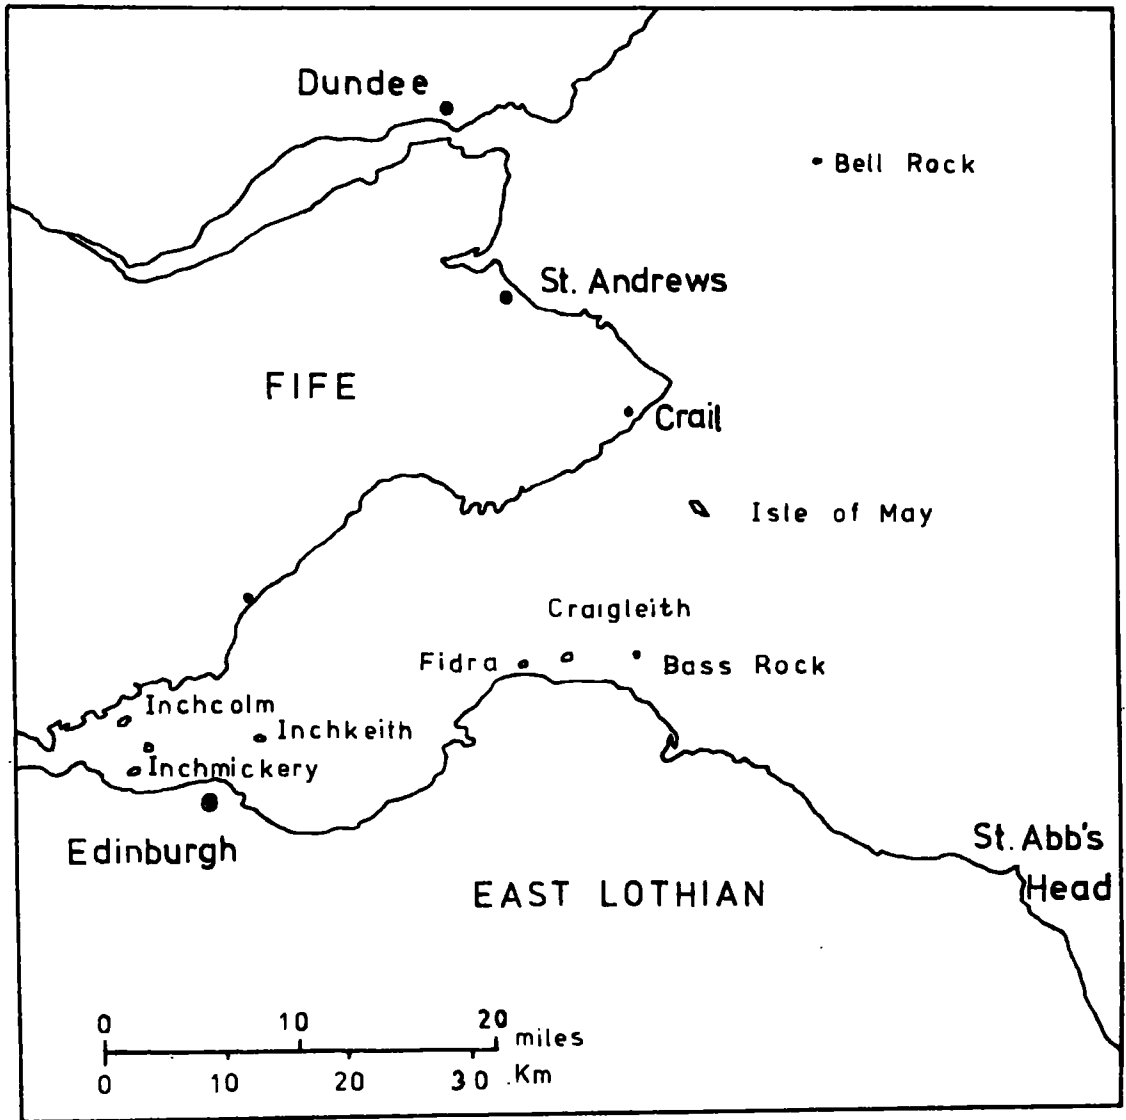 Dundee
Bell Rock
St. Andrews
FIFE
Crail
Isle of May
Craigleith
Fidra
Bass Rock
Inchcolm
Inchkeith
Inchmickery
Edinburgh
St. Abb's
Head
EAST LOTHIAN
0 10 20 miles
0 10 20 30 Km